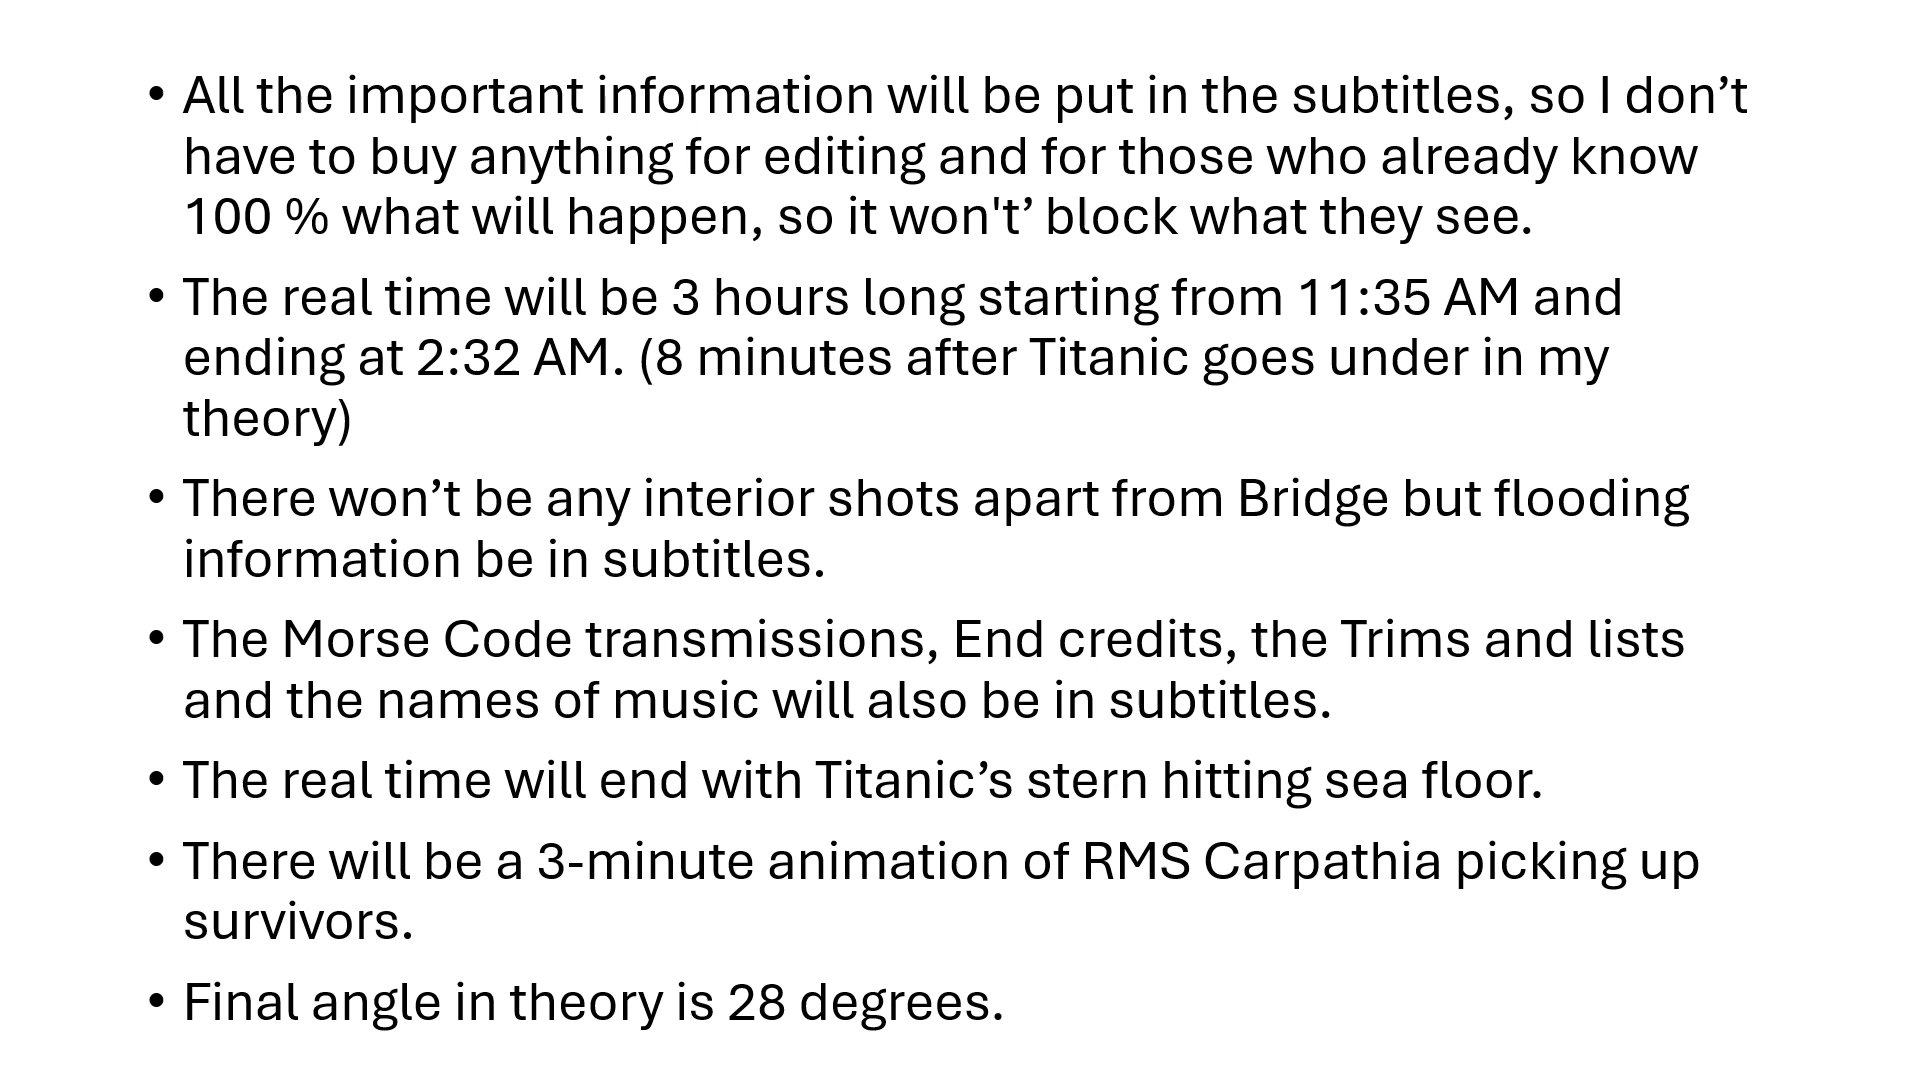 • All the important information will be put in the subtitles, so I don’t
have to buy anything for editing and for those who already know
100 % what will happen, so it won't’ block what they see.
• The real time will be 3 hours long starting from 11:35 AM and
ending at 2:32 AM. (8 minutes after Titanic goes under in my
theory)
• There won’t be any interior shots apart from Bridge but flooding
information be in subtitles.
• The Morse Code transmissions, End credits, the Trims and lists
and the names of music will also be in subtitles.
• The real time will end with Titanic’s stern hitting sea floor.
• There will be a 3-minute animation of RMS Carpathia picking up
survivors.
• Final angle in theory is 28 degrees.